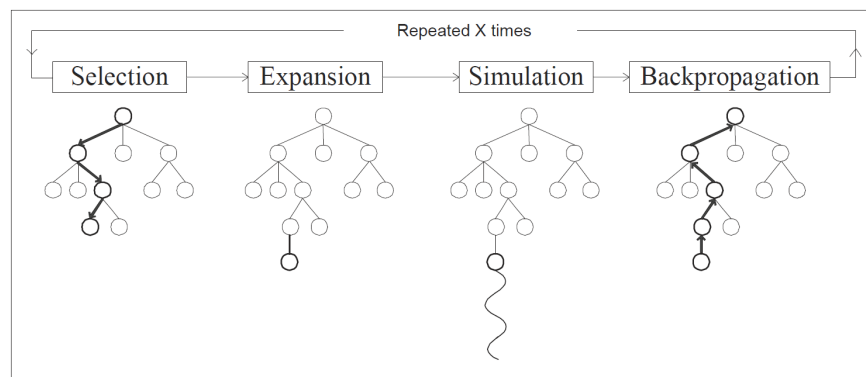 Repeated X times
Selection
Expansion
Simulation
Backpropagation